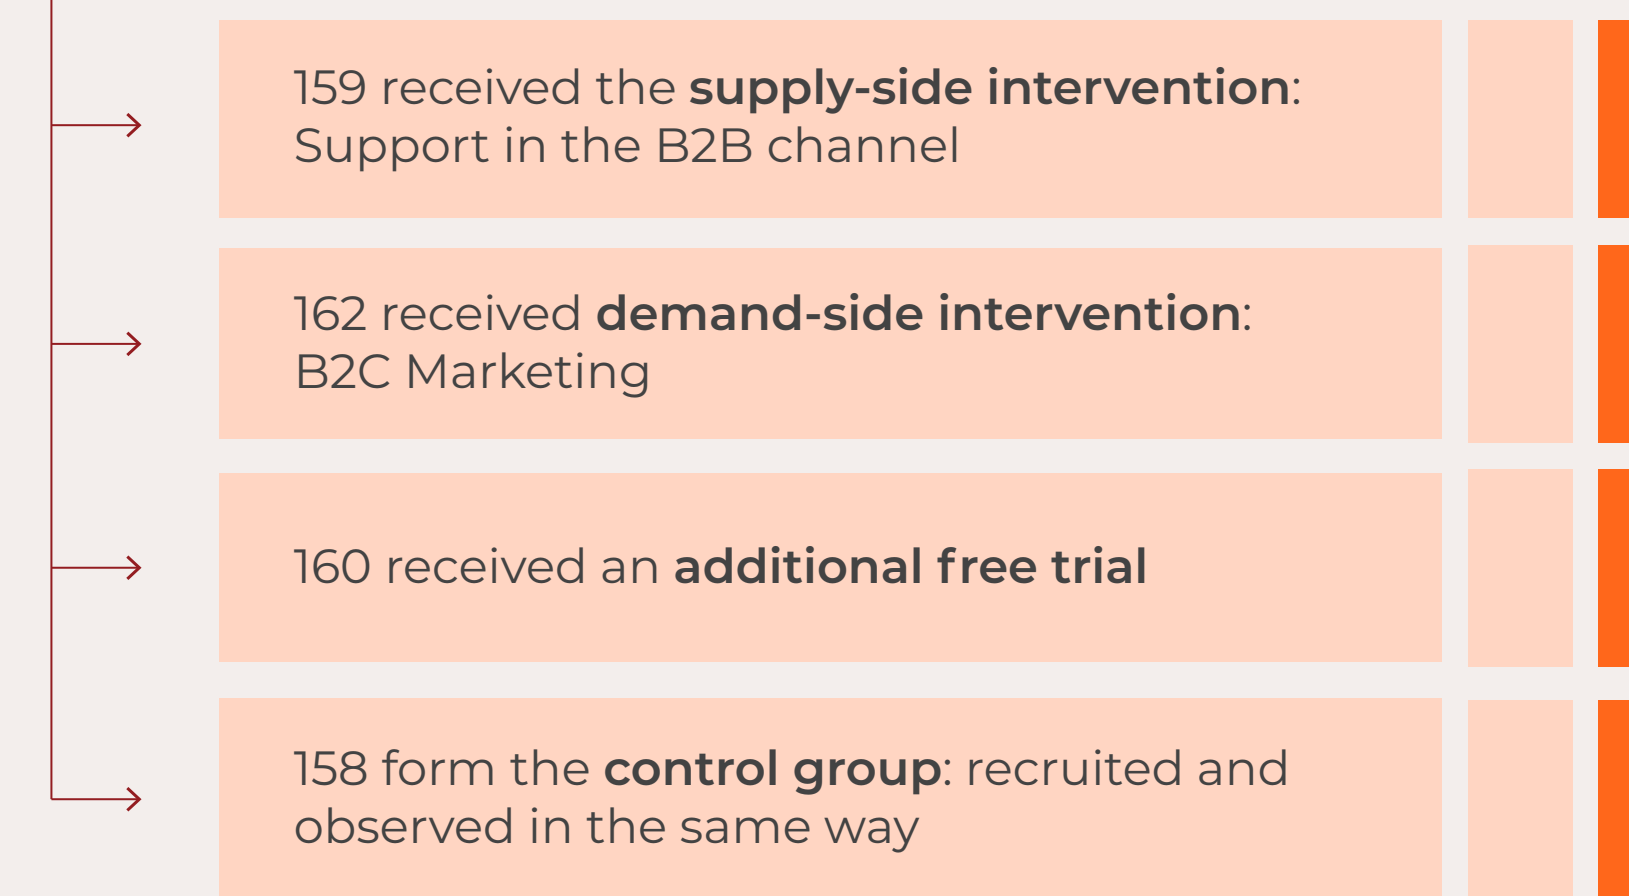 159 received the supply-side intervention:
Support in the B2B channel
162 received demand-side intervention:
B2C Marketing
160 received an additional free trial
158 form the control group: recruited and
observed in the same way